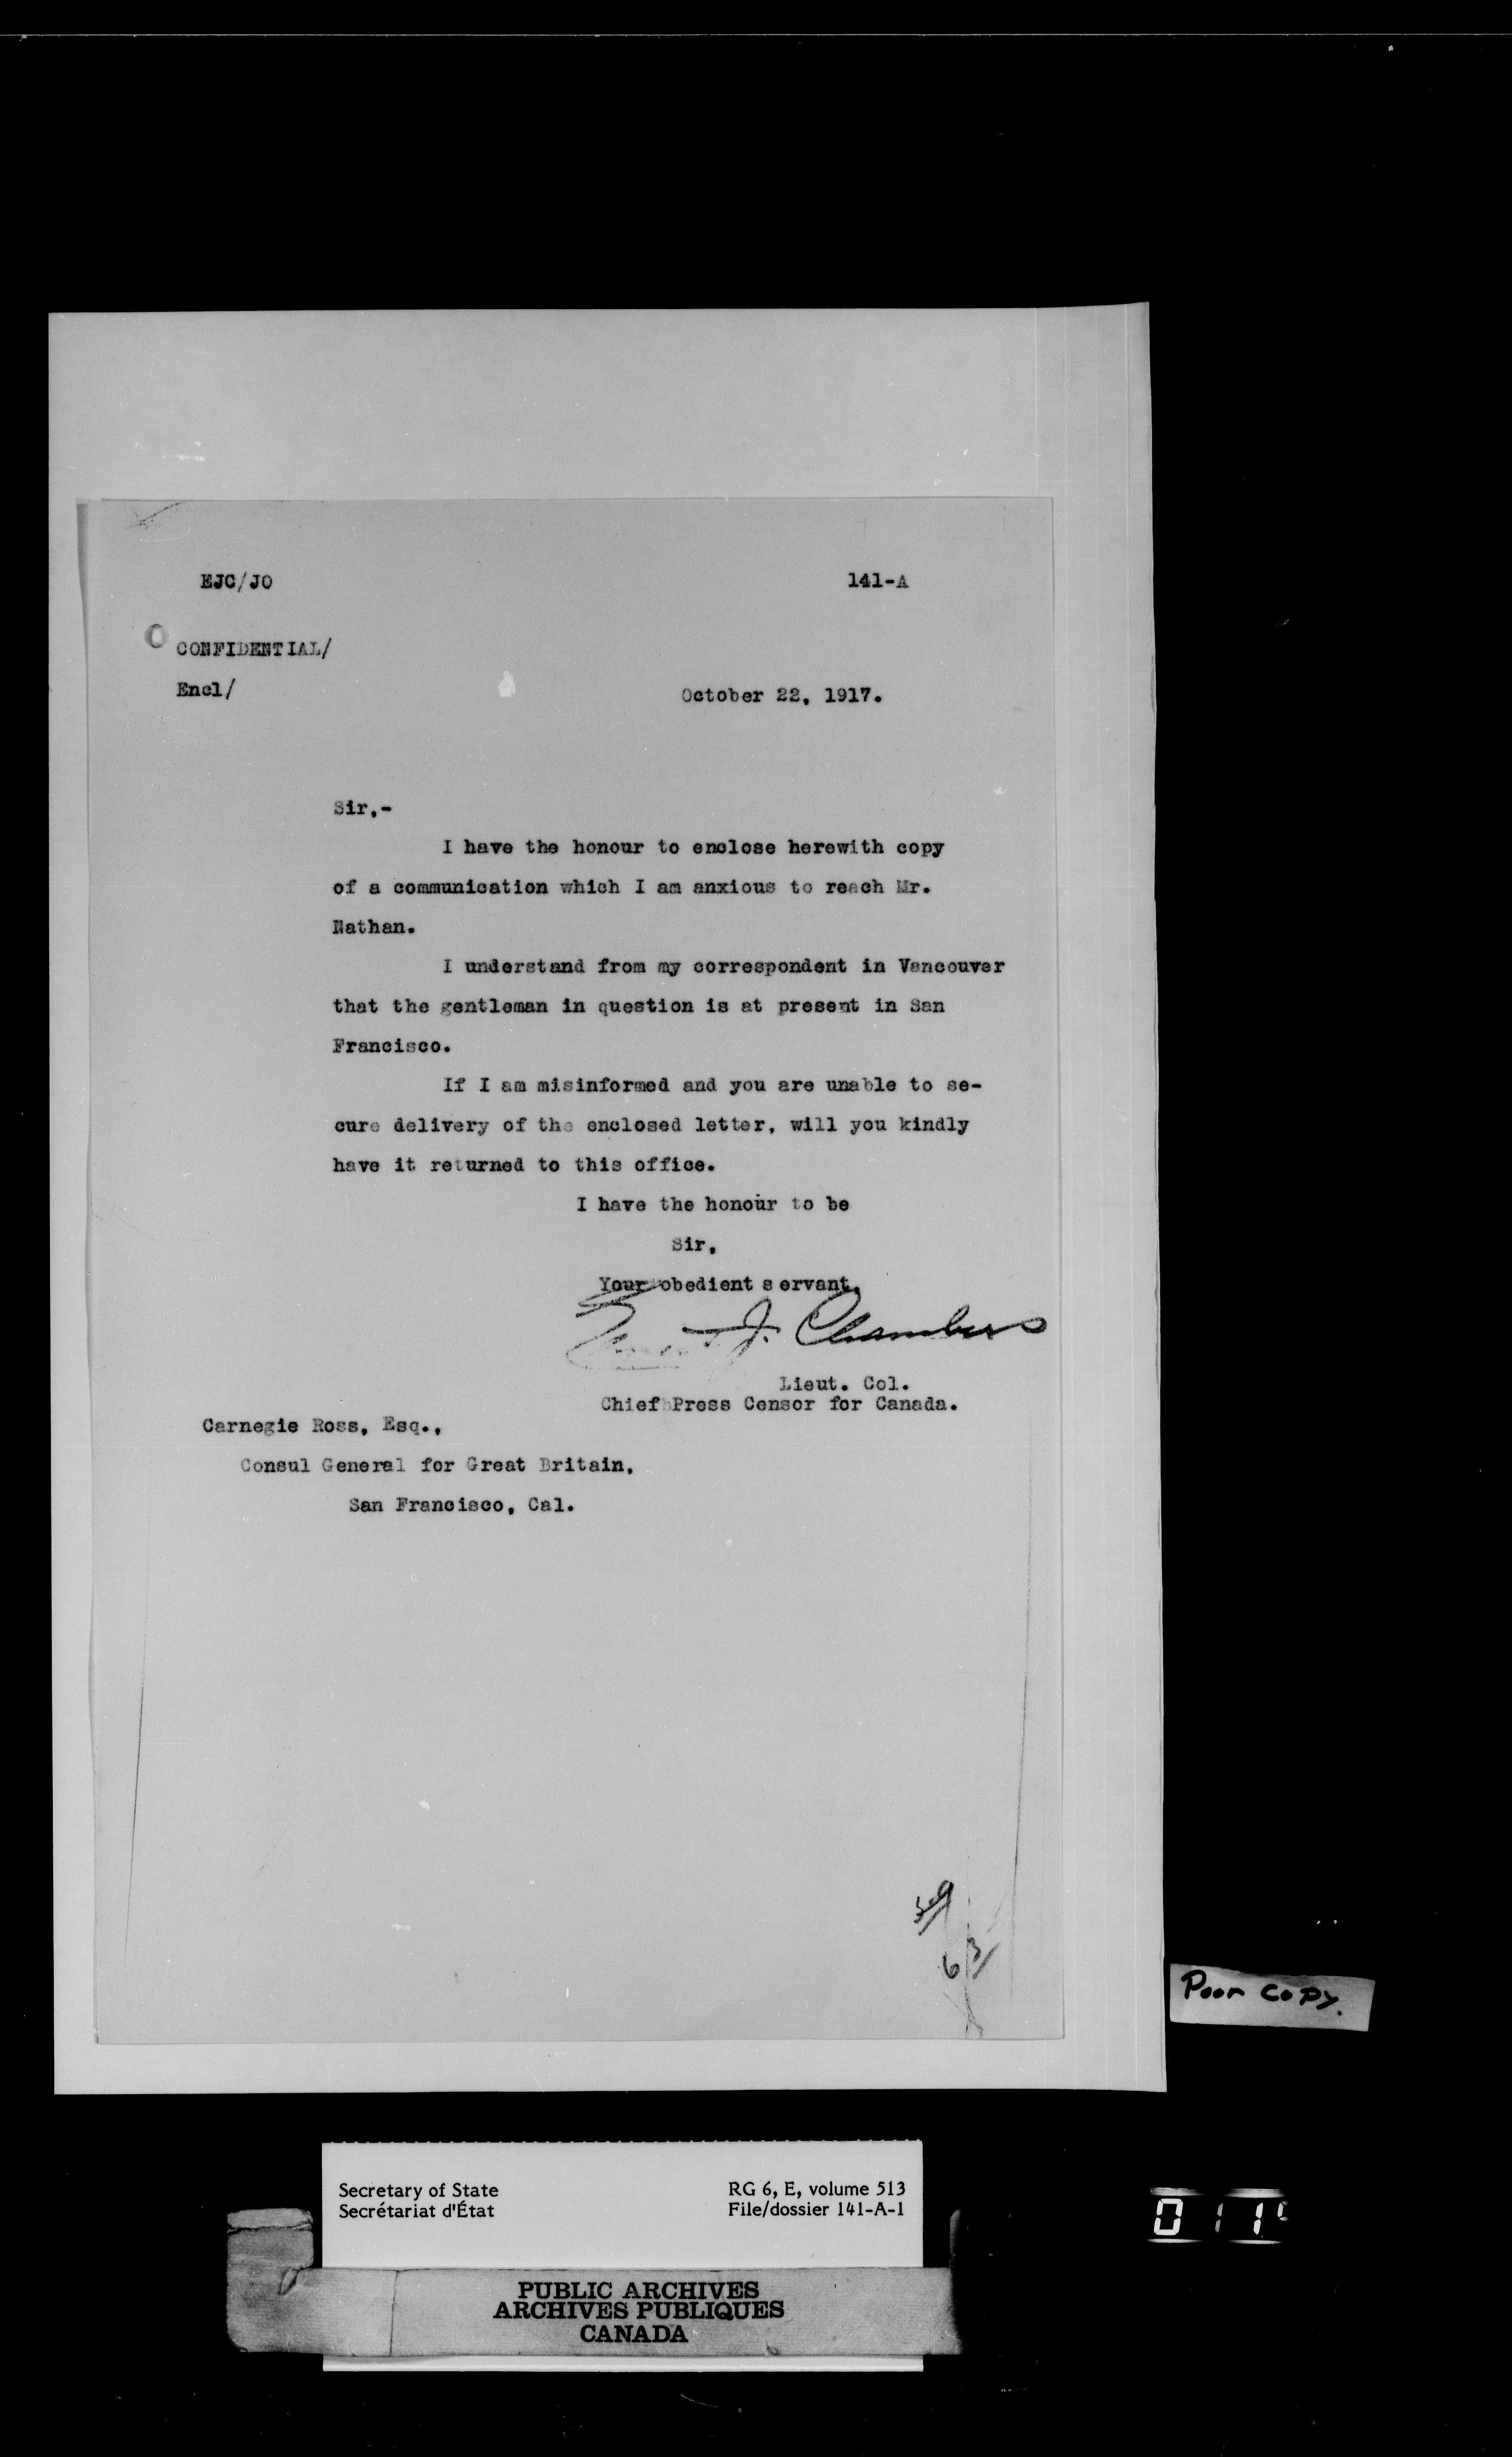 EJC/JO 141-A
CONFIDENTIAL/
Encl/ October 22, 1917.
Sir,-
I have the honour to enclose herewith copy
of a communication which I am anxious to reach Mr.
Nathan.
I understand from my correspondent in Vancouver
that the gentleman in question is at present in San
Francisco.
If I am misinformed and you are unable to se-
cure delivery of the enclosed letter, will you kindly
have it returned to this office.
I have the honour to be
Sir,
Your obedient servant,
J. Chambers
Lieut. Col.
Chief Press Censor for Canada.
Carnegie Ross, Esq.,
Consul General for Great Britain,
San Francisco, Cal.
59
63
Poor Copy.
Secretary of State RG 6, E, volume 513
Secrétariat d'État File/dossier 141-A-1
PUBLIC ARCHIVES
ARCHIVES PUBLIQUES
CANADA
011